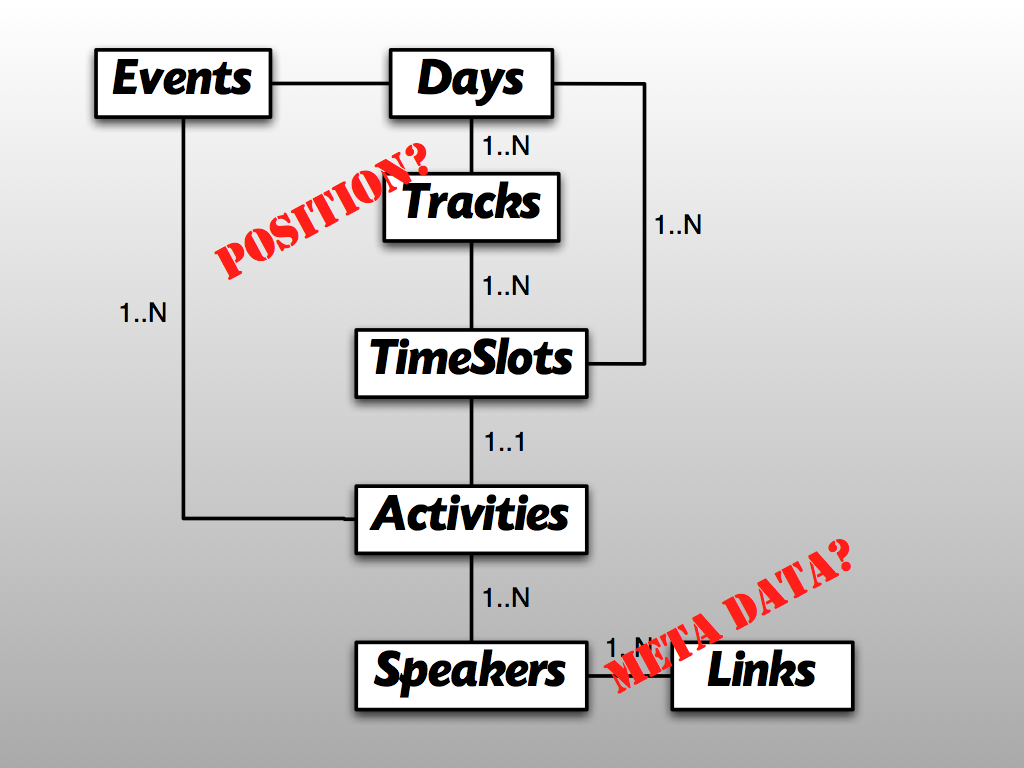 Events
Days
1..N
POSITION?
Tracks
1..N
1..N
1..N
TimeSlots
1..1
Activities
1..N
META DATA?
1..N
Speakers
Links